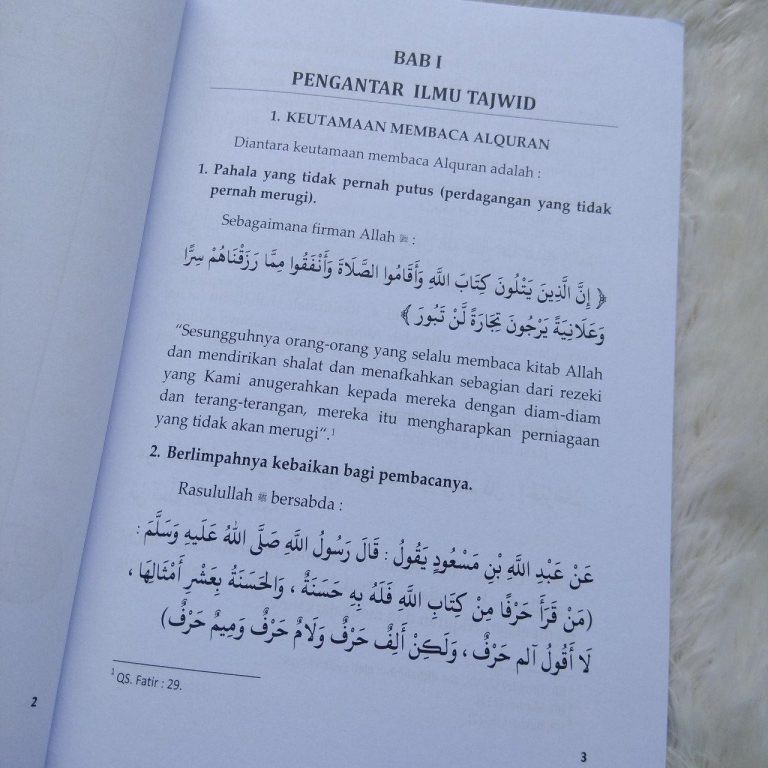 BAB I
PENGANTAR ILMU TAJWID
1. KEUTAMAAN MEMBACA ALQURAN
Diantara keutamaan membaca Alquran adalah :
1. Pahala yang tidak pernah putus (perdagangan yang tidak
pernah merugi).
Sebagaimana firman Allah ﷻ :
﴿ إِنَّ الَّذِينَ يَتْلُونَ كِتَابَ اللَّهِ وَأَقَامُوا الصَّلَاةَ وَأَنْفَقُوا مِمَّا رَزَقْنَاهُمْ سِرًّا
وَعَلَانِيَةً يَرْجُونَ تِجَارَةً لَّنْ تَبُورَ ﴾
“Sesungguhnya orang-orang yang selalu membaca kitab Allah
dan mendirikan shalat dan menafkahkan sebagian dari rezeki
yang Kami anugerahkan kepada mereka dengan diam-diam
dan terang-terangan, mereka itu mengharapkan perniagaan
yang tidak akan merugi”.¹
2. Berlimpahnya kebaikan bagi pembacanya.
Rasulullah ﷺ bersabda :
عَنْ عَبْدِ اللَّهِ بْنِ مَسْعُودٍ يَقُولُ : قَالَ رَسُولُ اللَّهِ صَلَّى اللهُ عَلَيهِ وَسَلَّمَ :
(مَنْ قَرَأَ حَرْفًا مِنْ كِتَابِ اللَّهِ فَلَهُ بِهِ حَسَنَةٌ ، وَالحَسَنَةُ بِعَشْرِ أَمْثَالِهَا ،
لَا أَقُولُ آلم حَرْفٌ ، وَلَكِنْ أَلِفٌ حَرْفٌ وَلَامٌ حَرْفٌ وَمِيمٌ حَرْفٌ)
¹ QS. Fatir : 29.
2
3